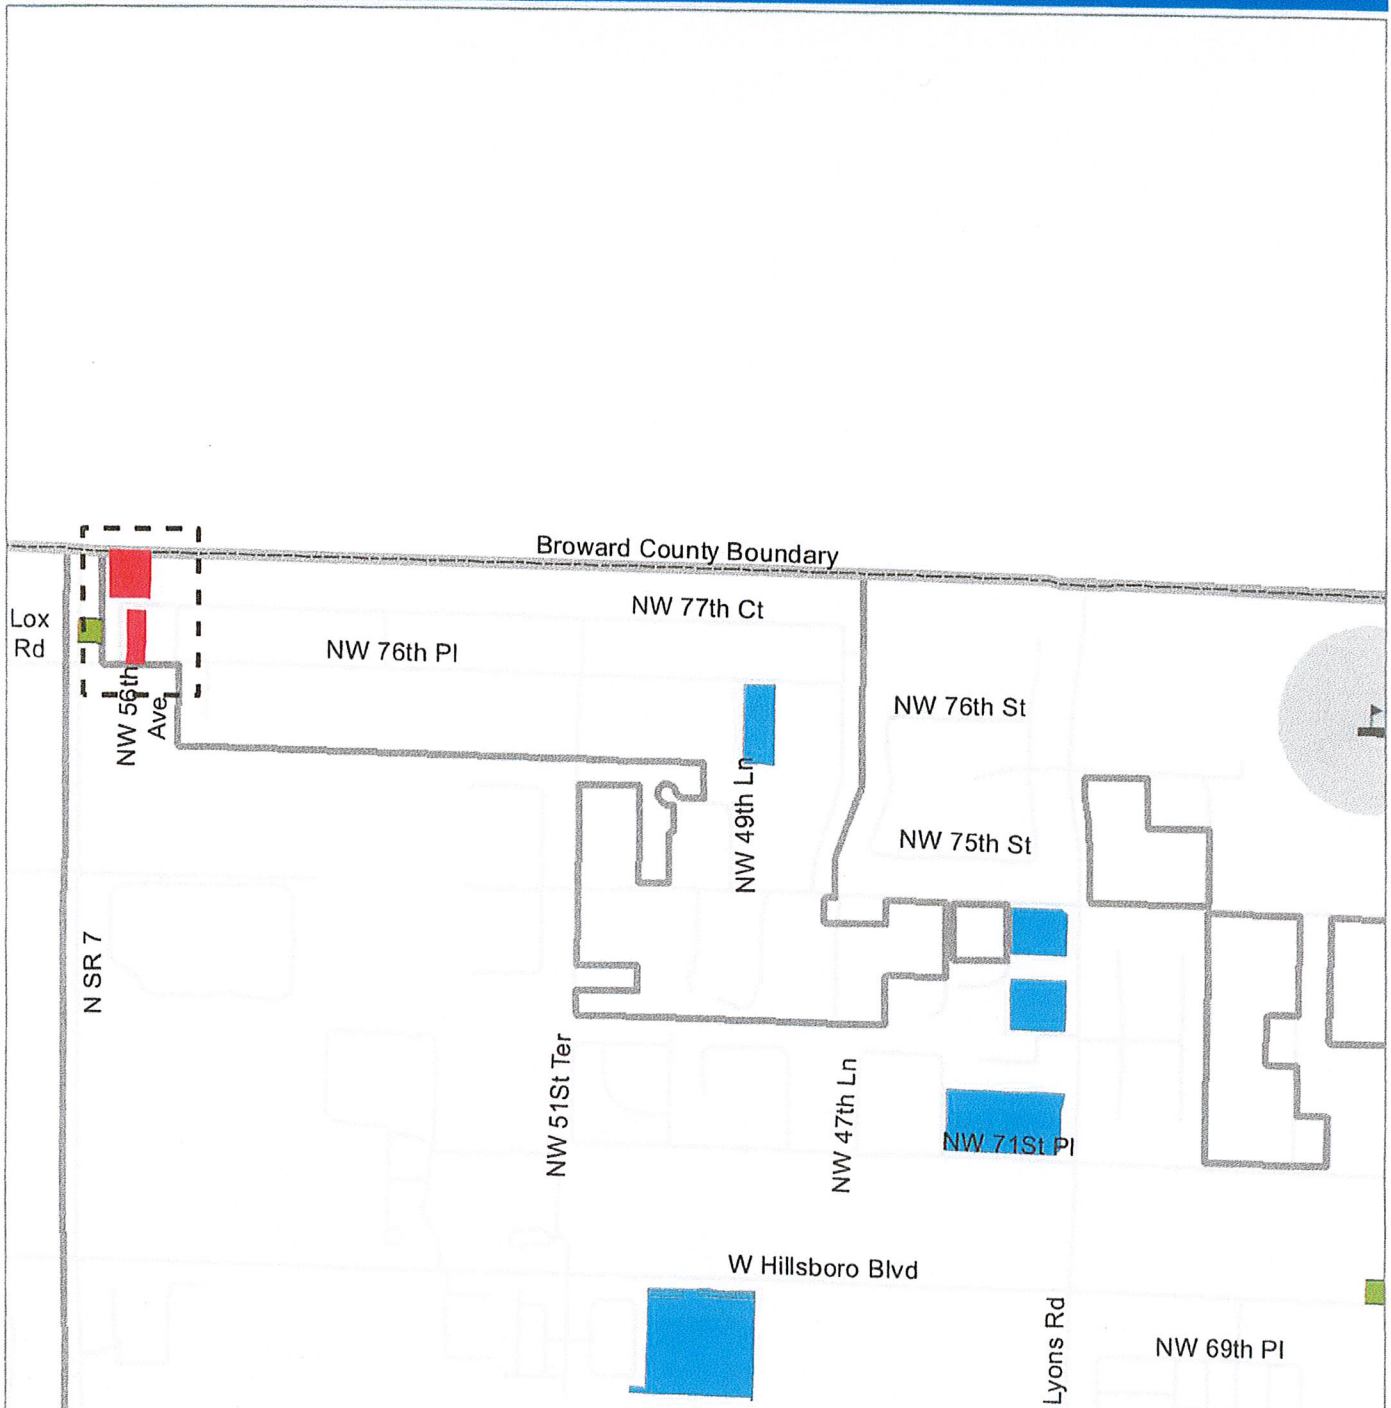 Broward County Boundary
NW 77th Ct
Lox
Rd
NW 76th Pl
NW 56th
Ave
NW 76th St
NW 49th Ln
NW 75th St
N SR 7
NW 51St Ter
NW 47th Ln
NW 71St Pl
W Hillsboro Blvd
Lyons Rd
NW 69th Pl